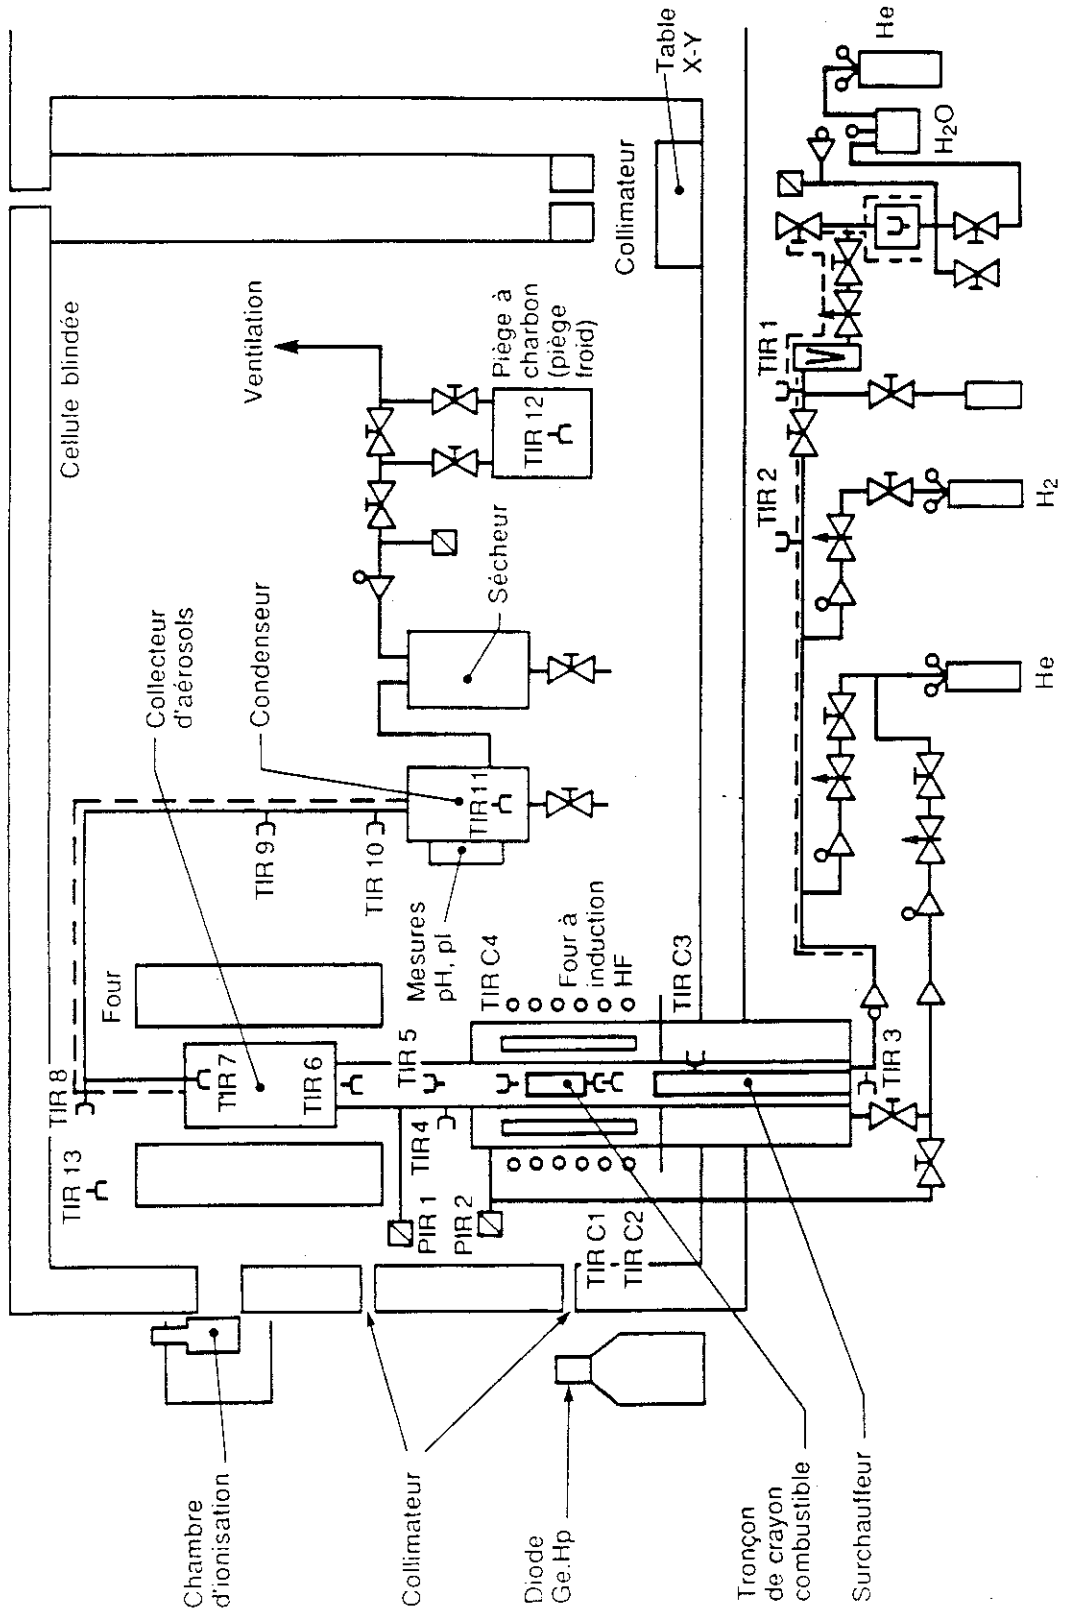 Cellule blindée
Ventilation
Collecteur
d'aérosols
Condenseur
Sécheur
Piège à
charbon
(piège
froid)
TIR 12
Collimateur
Table
X-Y
Four
TIR 8
TIR 13
TIR 7
TIR 6
TIR 5
TIR 4
TIR 9
TIR 10
TIR 11
Mesures
pH, pI
TIR C4
Four à
induction
HF
TIR C3
PIR 1
PIR 2
TIR C1
TIR C2
TIR 3
TIR 2
TIR 1
He
H2
H2O
He
Chambre
d'ionisation
Collimateur
Diode
Ge.Hp
Tronçon
de crayon
combustible
Surchauffeur